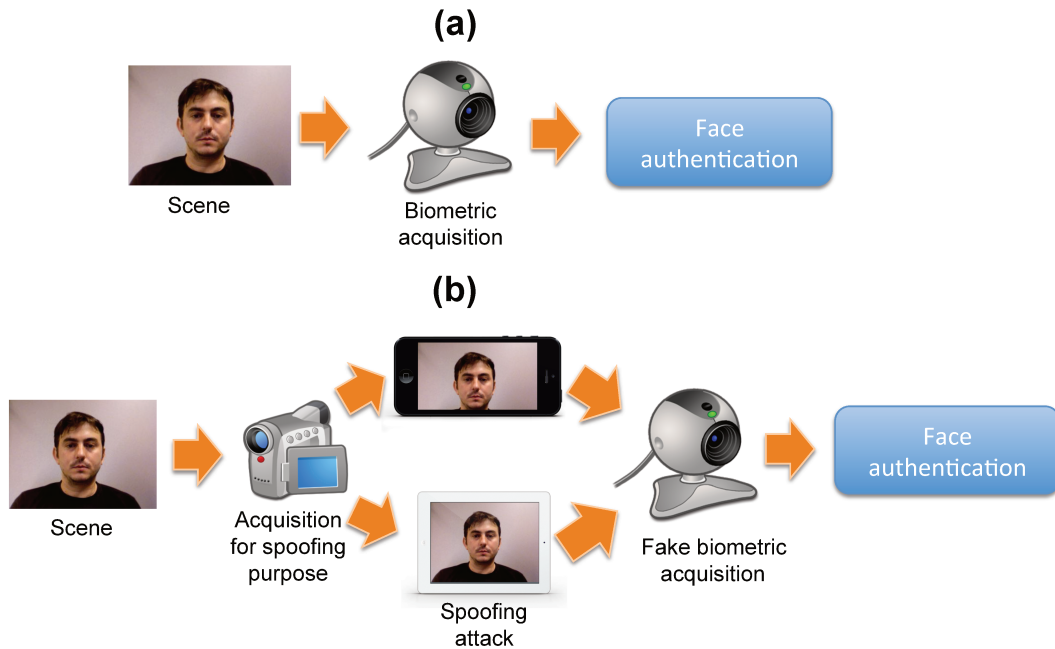 (a)
Scene
Biometric
acquisition
Face
authentication
(b)
Scene
Acquisition
for spoofing
purpose
Spoofing
attack
Fake biometric
acquisition
Face
authentication